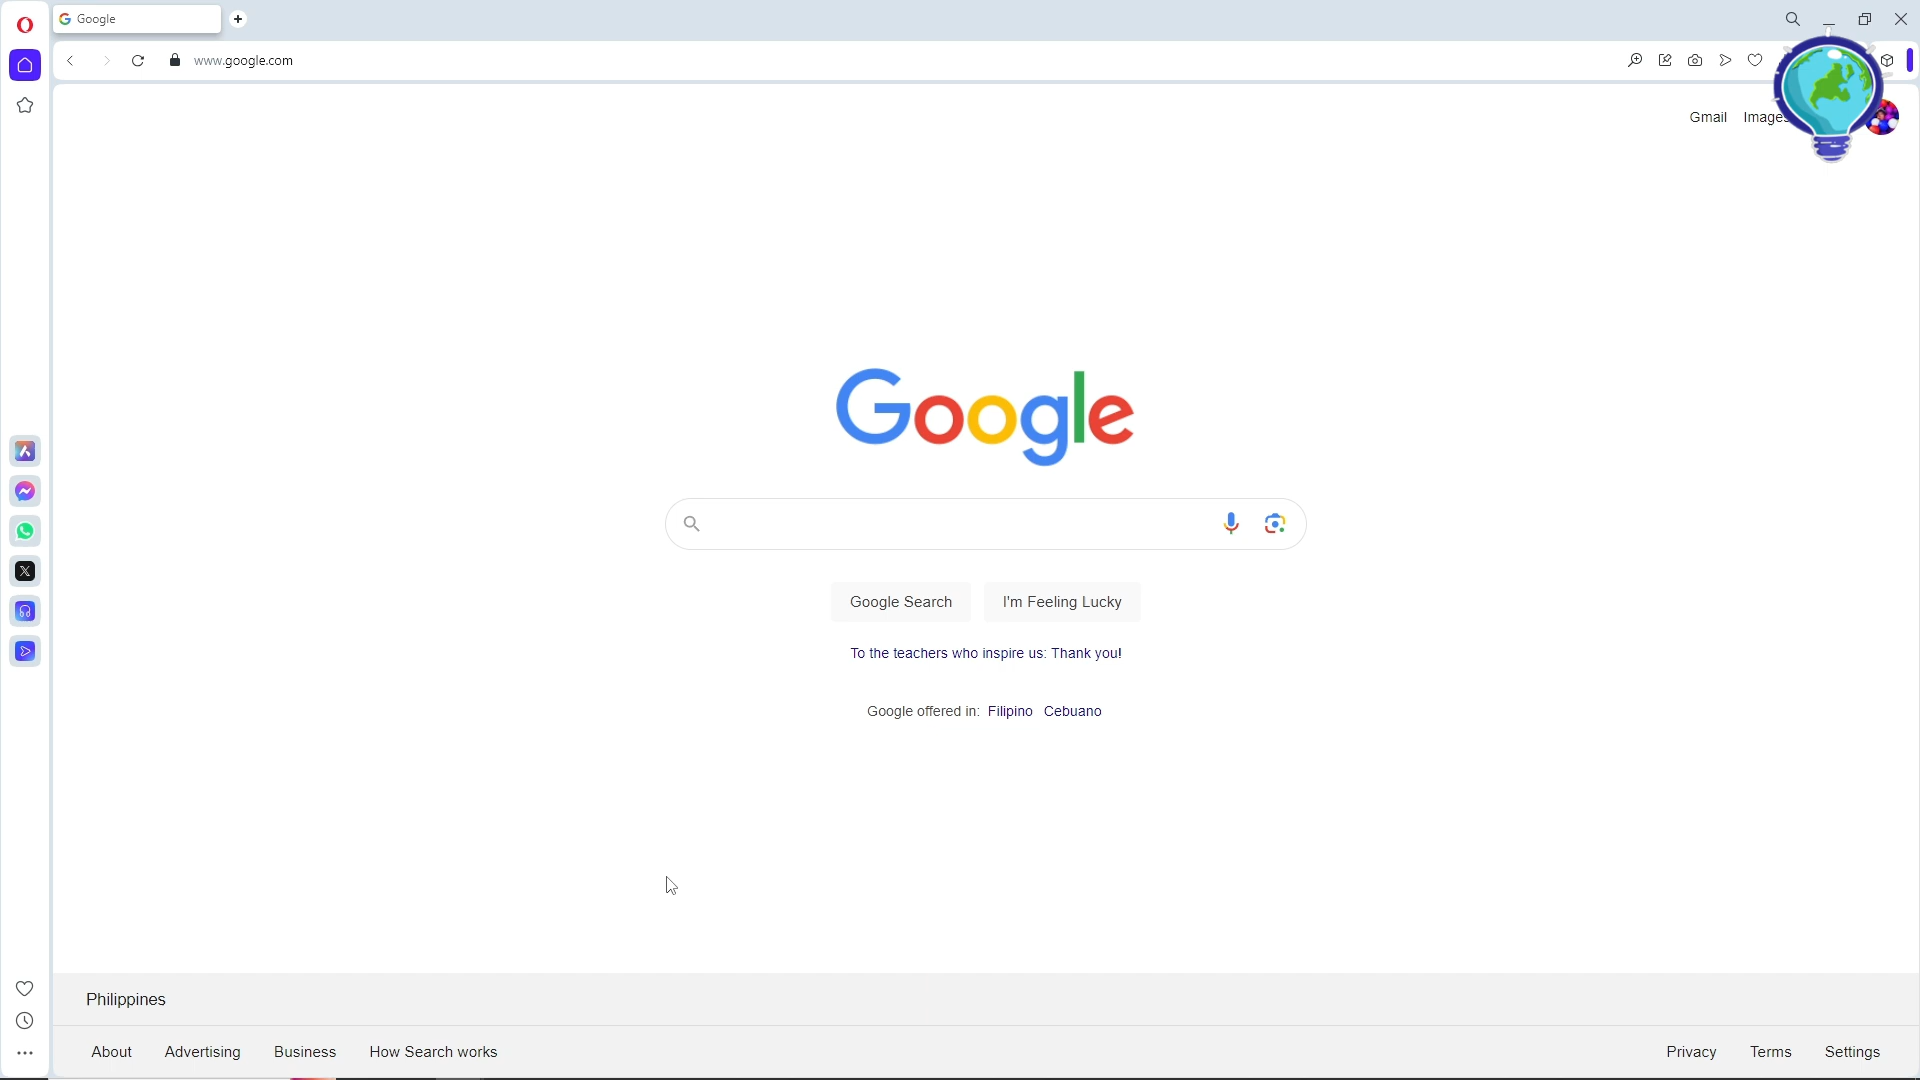 Google
www.google.com
Gmail Images
Google
Google Search I'm Feeling Lucky
To the teachers who inspire us: Thank you!
Google offered in: Filipino Cebuano
Philippines
About Advertising Business How Search works Privacy Terms Settings